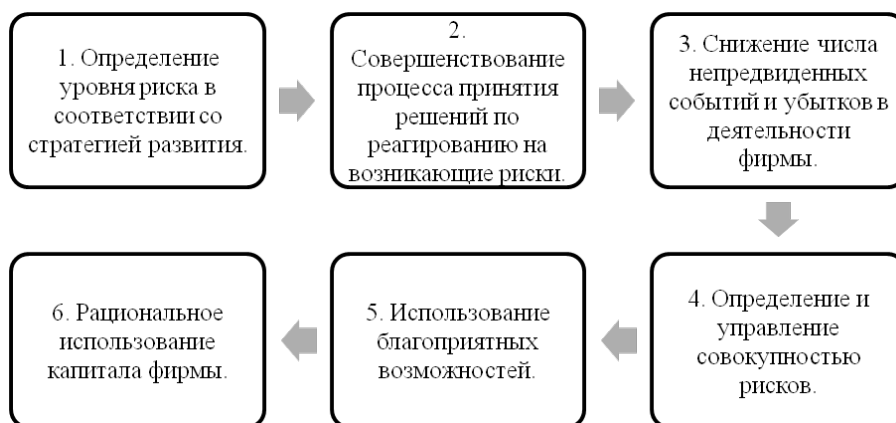 1. Определение
уровня риска в
соответствии со
стратегией развития.
2.
Совершенствование
процесса принятия
решений по
реагированию на
возникающие риски.
3. Снижение числа
непредвиденных
событий и убытков в
деятельности
фирмы.
4. Определение и
управление
совокупностью
рисков.
5. Использование
благоприятных
возможностей.
6. Рациональное
использование
капитала фирмы.